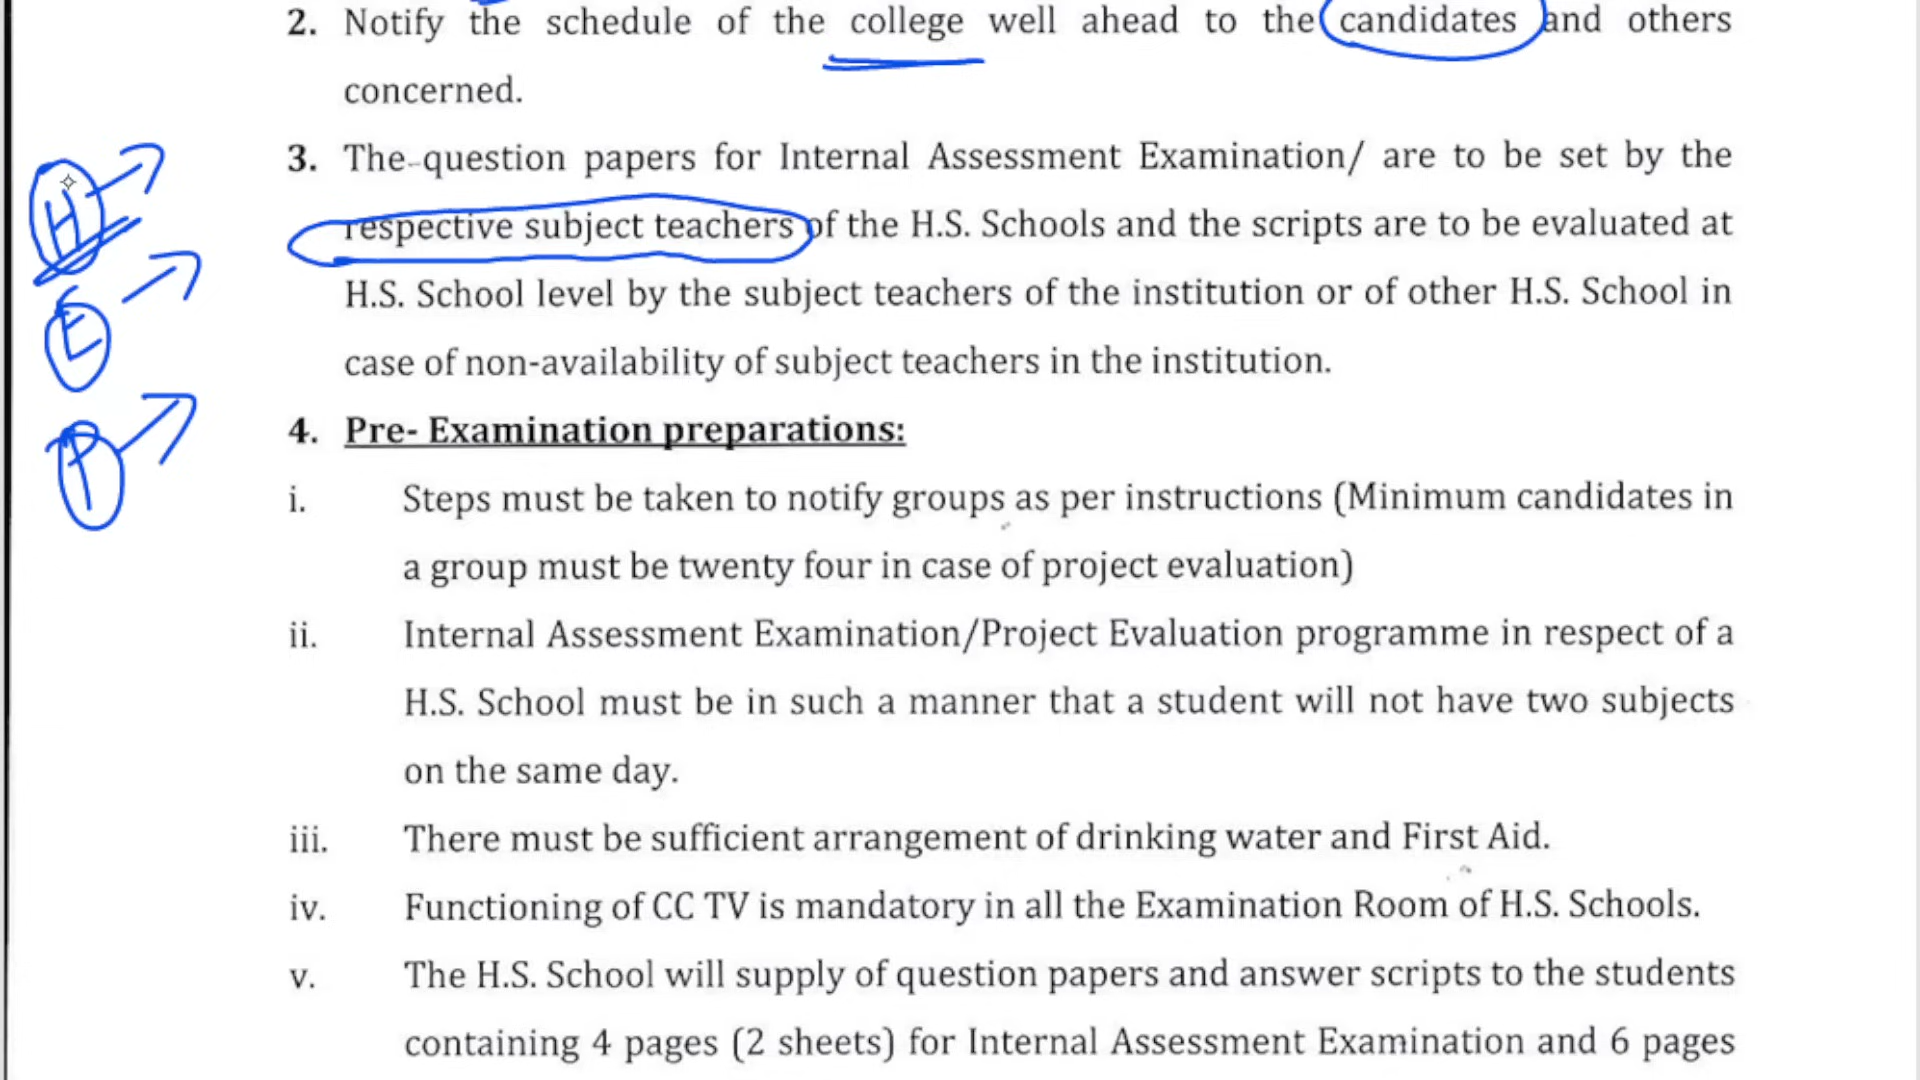 2. Notify the schedule of the college well ahead to the candidates and others
concerned.
3. The question papers for Internal Assessment Examination/ are to be set by the
respective subject teachers of the H.S. Schools and the scripts are to be evaluated at
H.S. School level by the subject teachers of the institution or of other H.S. School in
case of non-availability of subject teachers in the institution.
4. Pre- Examination preparations:
i. Steps must be taken to notify groups as per instructions (Minimum candidates in
a group must be twenty four in case of project evaluation)
ii. Internal Assessment Examination/Project Evaluation programme in respect of a
H.S. School must be in such a manner that a student will not have two subjects
on the same day.
iii. There must be sufficient arrangement of drinking water and First Aid.
iv. Functioning of CC TV is mandatory in all the Examination Room of H.S. Schools.
v. The H.S. School will supply of question papers and answer scripts to the students
containing 4 pages (2 sheets) for Internal Assessment Examination and 6 pages
H
E
P